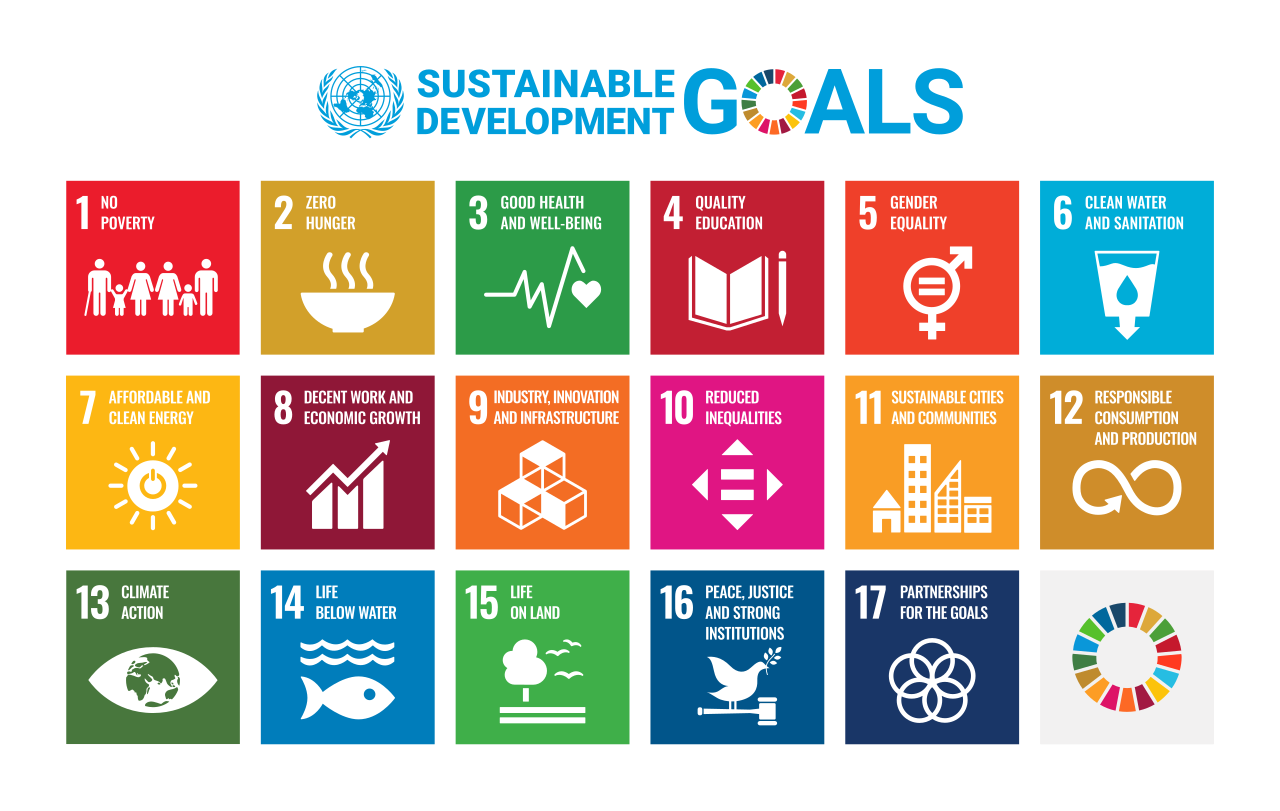 SUSTAINABLE
DEVELOPMENT
GOALS
1 NO
POVERTY
2 ZERO
HUNGER
3 GOOD HEALTH
AND WELL-BEING
4 QUALITY
EDUCATION
5 GENDER
EQUALITY
6 CLEAN WATER
AND SANITATION
7 AFFORDABLE AND
CLEAN ENERGY
8 DECENT WORK AND
ECONOMIC GROWTH
9 INDUSTRY, INNOVATION
AND INFRASTRUCTURE
10 REDUCED
INEQUALITIES
11 SUSTAINABLE CITIES
AND COMMUNITIES
12 RESPONSIBLE
CONSUMPTION
AND PRODUCTION
13 CLIMATE
ACTION
14 LIFE
BELOW WATER
15 LIFE
ON LAND
16 PEACE, JUSTICE
AND STRONG
INSTITUTIONS
17 PARTNERSHIPS
FOR THE GOALS